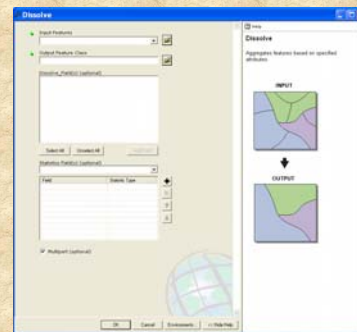 Dissolve
Input Features
Output Feature Class
Dissolve_Field(s) (optional)
Select All
Unselect All
Statistics Field(s) (optional)
Field
Statistic Type
Multipart (optional)
OK
Cancel
Environments...
<< Hide Help
Help
Dissolve
Aggregates features based on specified
attributes.
INPUT
OUTPUT